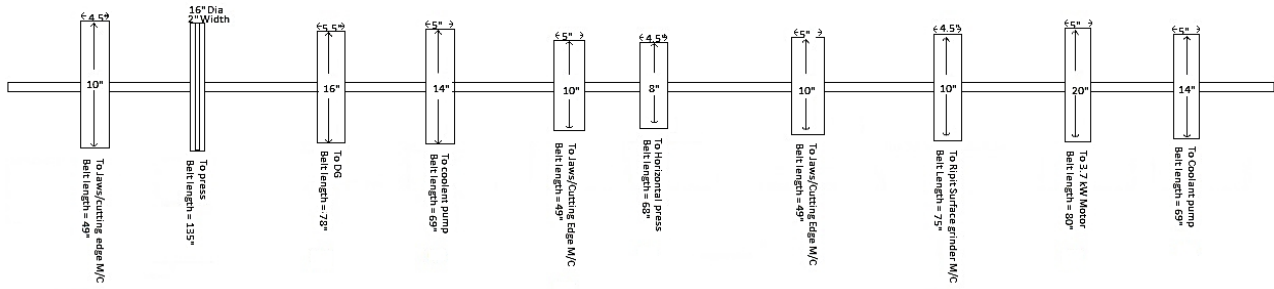 4.5"
10"
To Jaws/cutting edge M/C
Belt length = 49"
16" Dia
2" Width
To press
Belt length = 135"
5.5"
16"
To DG
Belt length = 78"
5"
14"
To coolent pump
Belt length = 69"
5"
10"
To Jaws/Cutting Edge M/C
Belt length = 49"
4.5"
8"
To Horizontal press
Belt length = 68"
5"
10"
To Jaws/Cutting Edge M/C
Belt length = 49"
4.5"
10"
To Ripit Surface grinder M/C
Belt Length = 75"
5"
20"
To 3.7 kW Motor
Belt length = 80"
5"
14"
To Coolant pump
Belt length = 69"